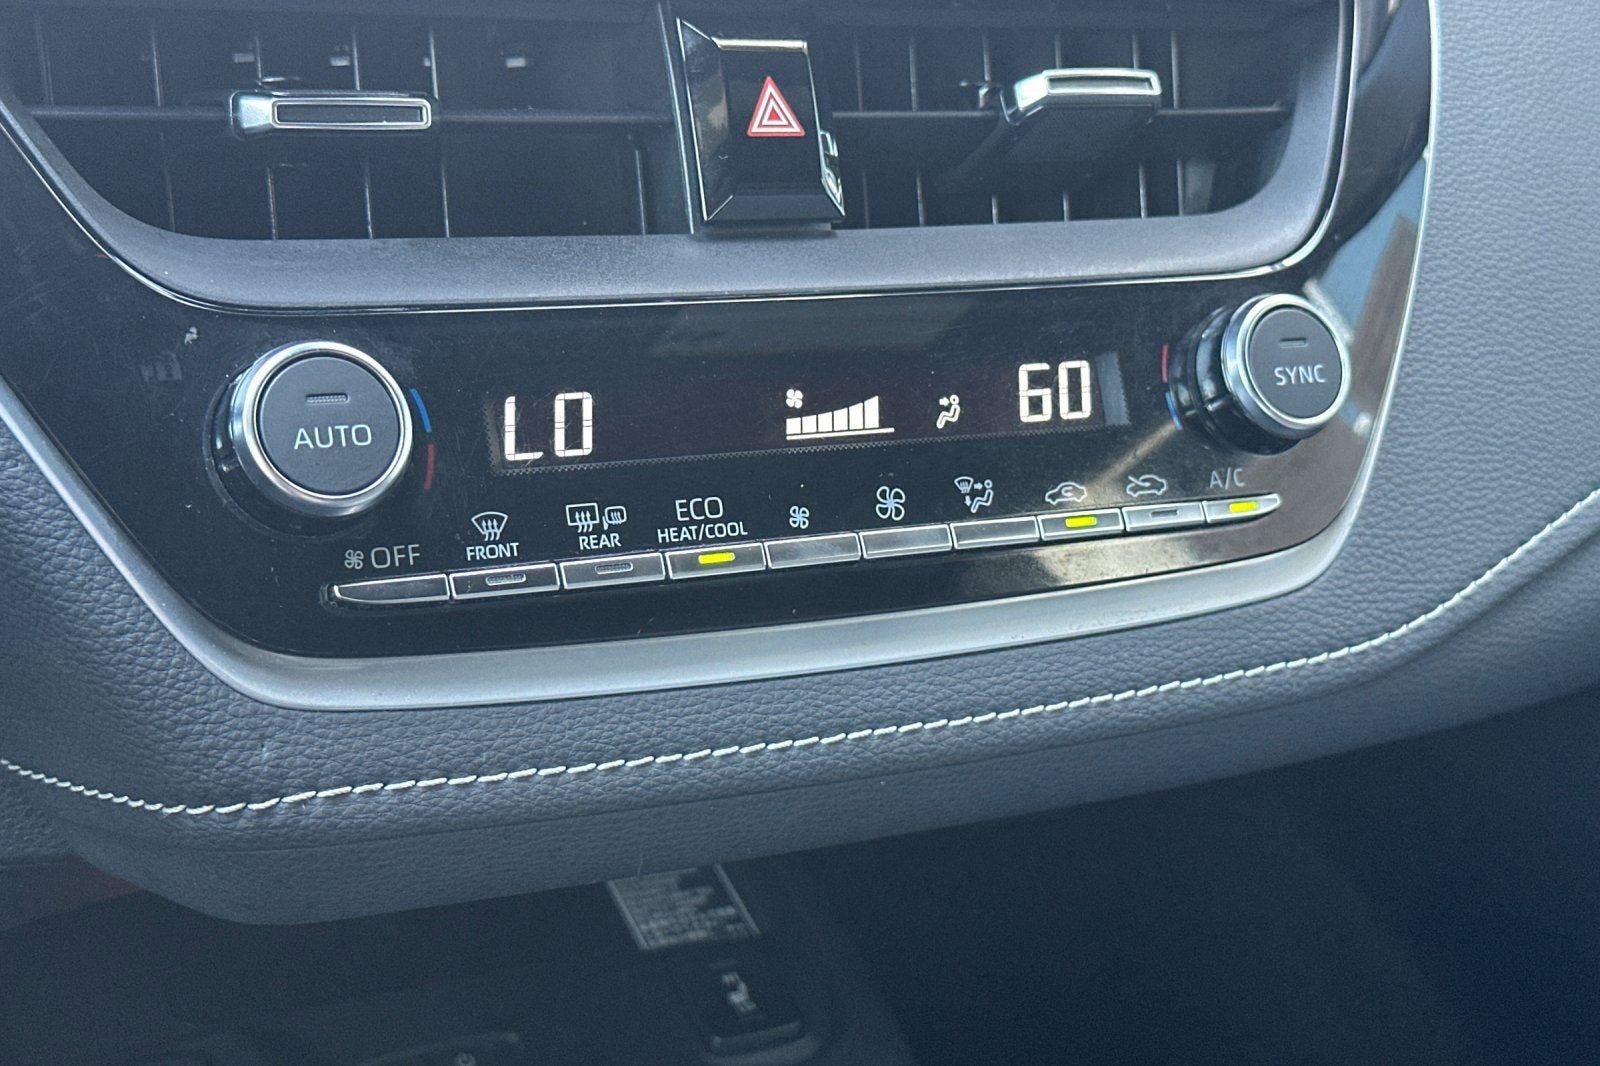 LO
60
AUTO
SYNC
OFF
FRONT
REAR
ECO
HEAT/COOL
A/C